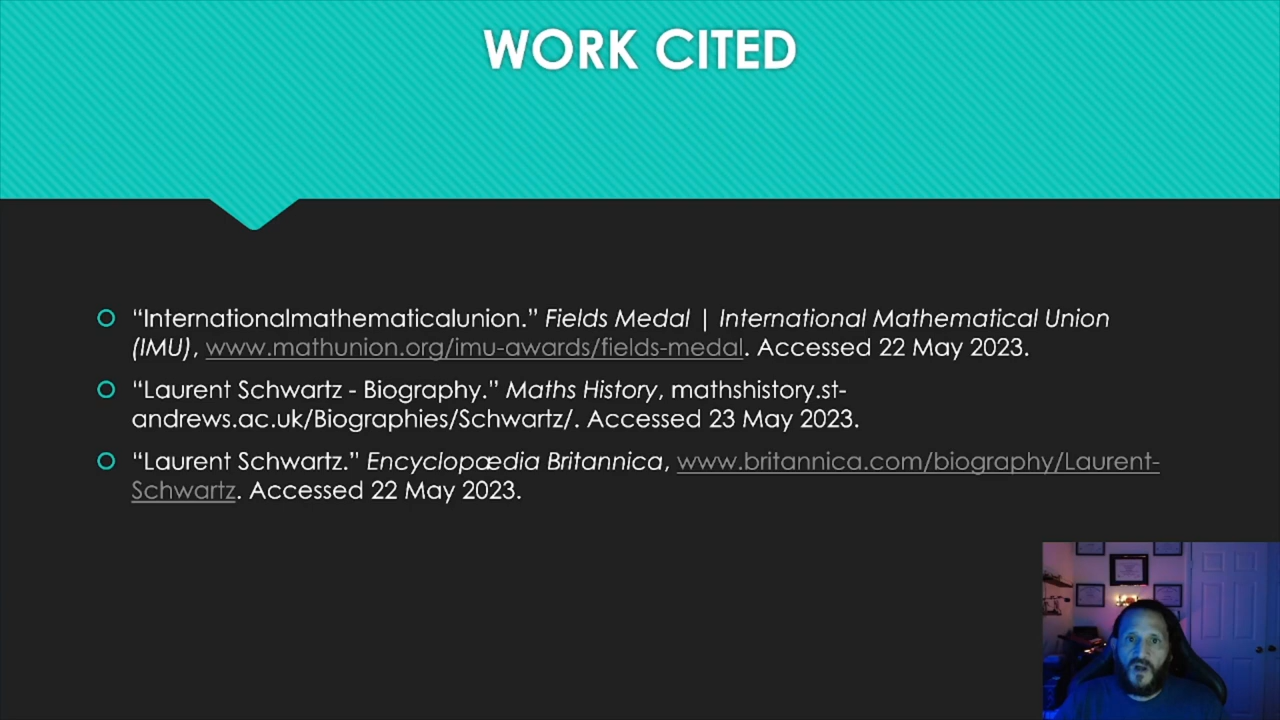 WORK CITED
“Internationalmathematicalunion.” Fields Medal | International Mathematical Union
(IMU), www.mathunion.org/imu-awards/fields-medal. Accessed 22 May 2023.
“Laurent Schwartz - Biography.” Maths History, mathshistory.st-
andrews.ac.uk/Biographies/Schwartz/. Accessed 23 May 2023.
“Laurent Schwartz.” Encyclopædia Britannica, www.britannica.com/biography/Laurent-
Schwartz. Accessed 22 May 2023.